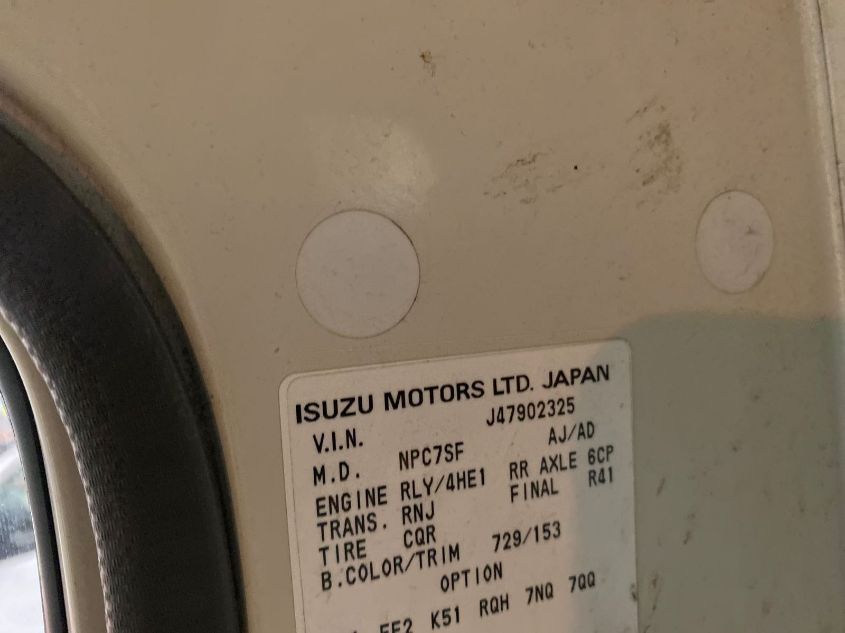 ISUZU MOTORS LTD. JAPAN
V.I.N. J47902325
M.D. NPC7SF AJ/AD
ENGINE RLY/4HE1 RR AXLE 6CP
TRANS. RNJ FINAL R41
TIRE CQR
B.COLOR/TRIM 729/153
OPTION
EE2 K51 RQH 7NQ 7QQ